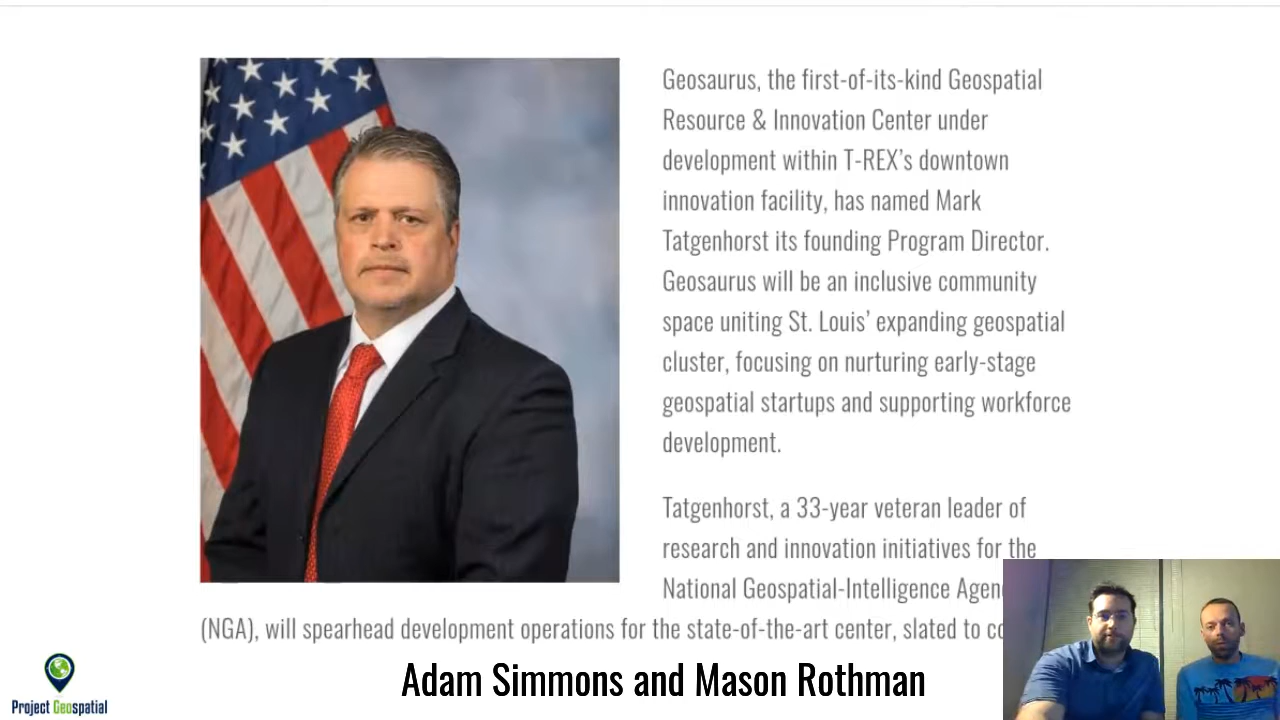 Geosaurus, the first-of-its-kind Geospatial
Resource & Innovation Center under
development within T-REX’s downtown
innovation facility, has named Mark
Tatgenhorst its founding Program Director.
Geosaurus will be an inclusive community
space uniting St. Louis’ expanding geospatial
cluster, focusing on nurturing early-stage
geospatial startups and supporting workforce
development.
Tatgenhorst, a 33-year veteran leader of
research and innovation initiatives for the
National Geospatial-Intelligence
(NGA), will spearhead development operations for the state-of-the-art center, slated to
Adam Simmons and Mason Rothman
Project Geospatial